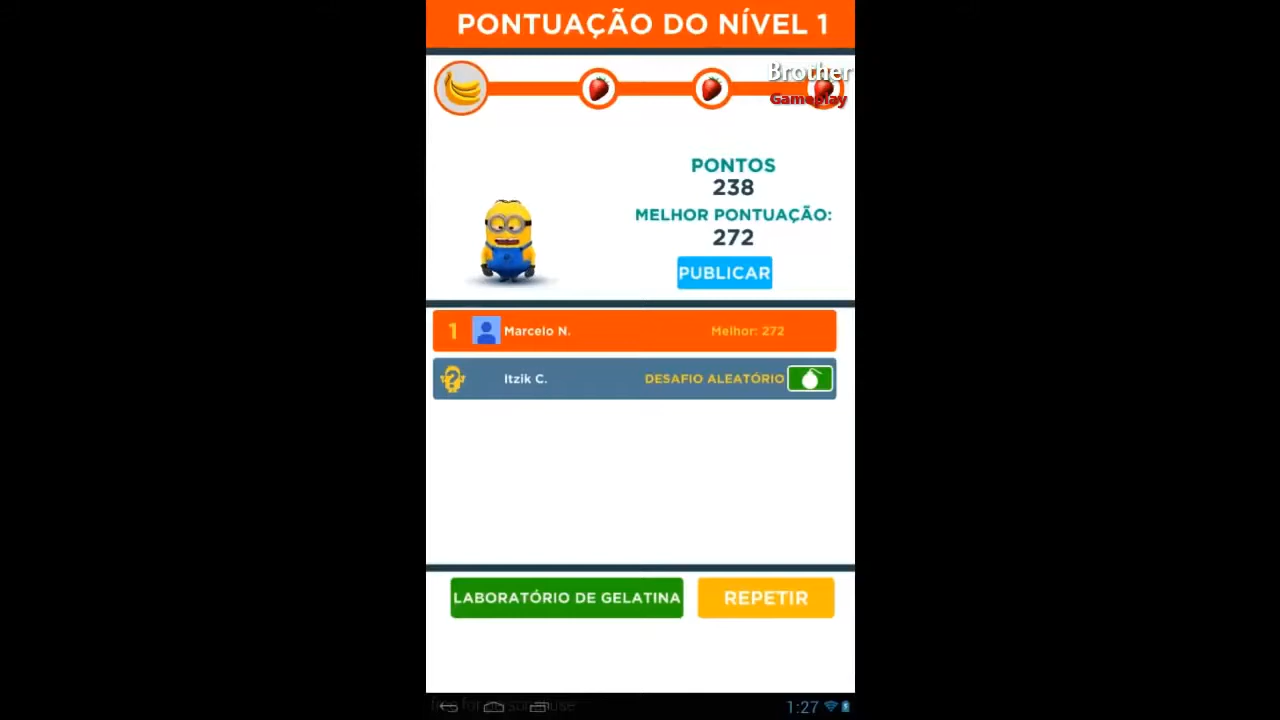 PONTUAÇÃO DO NÍVEL 1
Brother
Gameplay
PONTOS
238
MELHOR PONTUAÇÃO:
272
PUBLICAR
1 Marcelo N. Melhor: 272
? Itzik C. DESAFIO ALEATÓRIO
LABORATÓRIO DE GELATINA
REPETIR
1:27